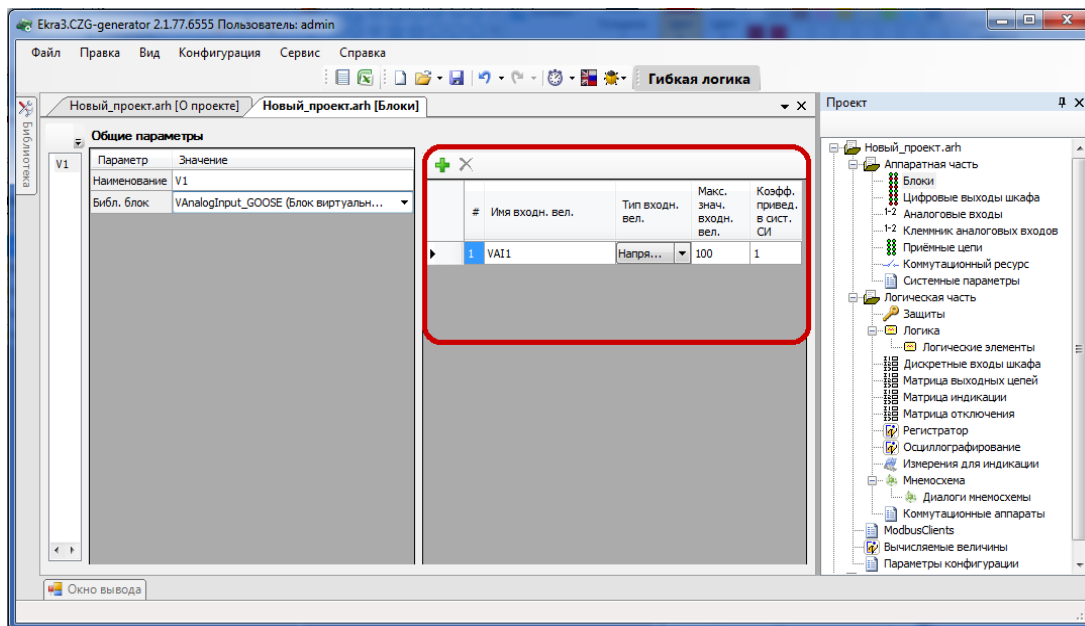 Ekra3.CZG-generator 2.1.77.6555 Пользователь: admin
Файл Правка Вид Конфигурация Сервис Справка
Гибкая логика
Библиотека
Новый_проект.arh [О проекте] Новый_проект.arh [Блоки]
Проект
Общие параметры
V1
Параметр Значение
Наименование V1
Библ. блок VAnalogInput_GOOSE (Блок виртуальн...
# Имя входн. вел. Тип входн. вел. Макс. знач. входн. вел. Коэфф. привед. в сист. СИ
1 VAI1 Напря... 100 1
Новый_проект.arh
Аппаратная часть
Блоки
Цифровые выходы шкафа
1-2 Аналоговые входы
1-2 Клеммник аналоговых входов
Приёмные цепи
Коммутационный ресурс
Системные параметры
Логическая часть
Защиты
Логика
Логические элементы
Дискретные входы шкафа
Матрица выходных цепей
Матрица индикации
Матрица отключения
Регистратор
Осциллографирование
Измерения для индикации
Мнемосхема
Диалоги мнемосхемы
Коммутационные аппараты
ModbusClients
Вычисляемые величины
Параметры конфигурации
Окно вывода